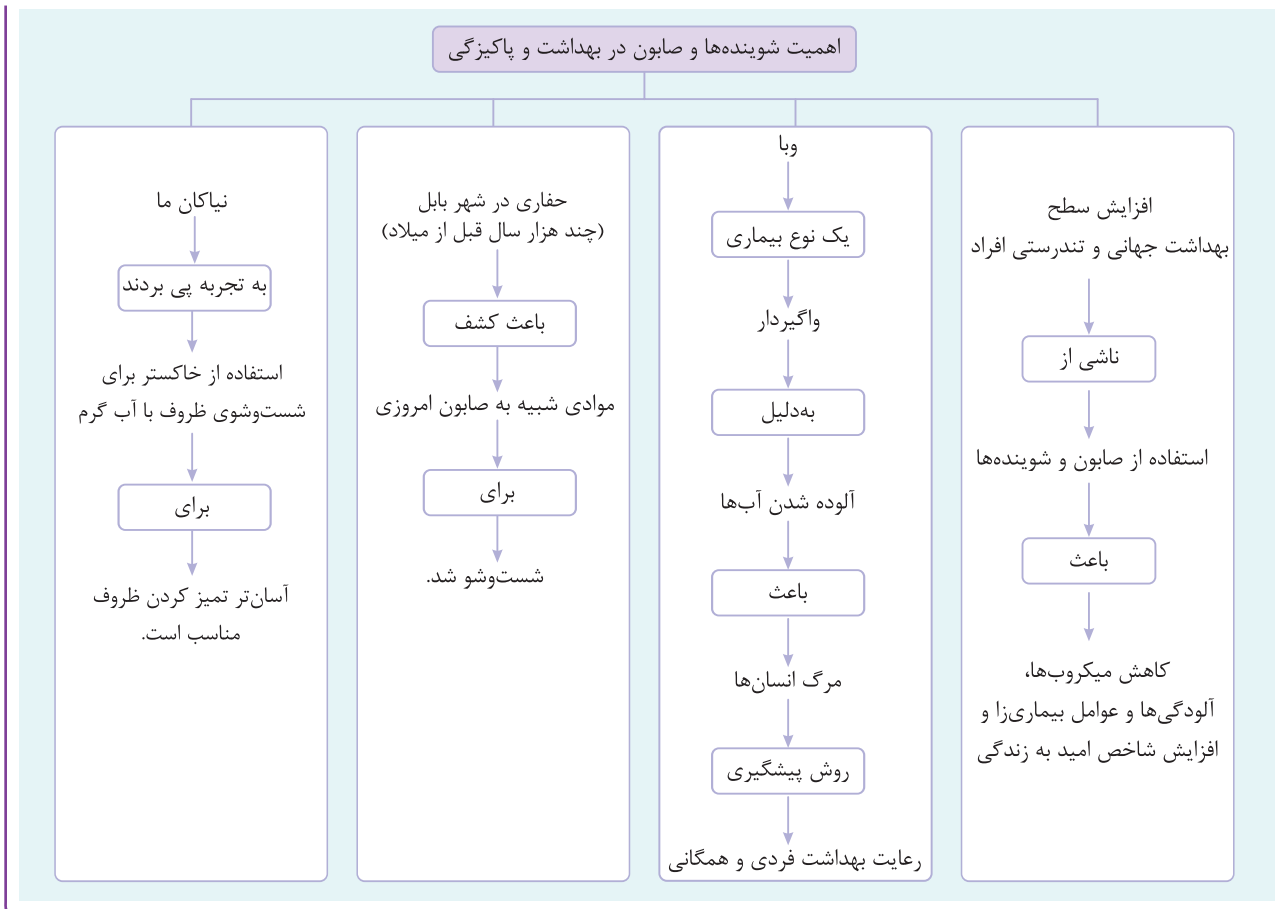 اهمیت شوینده‌ها و صابون در بهداشت و پاکیزگی
افزایش سطح
بهداشت جهانی و تندرستی افراد
ناشی از
استفاده از صابون و شوینده‌ها
باعث
کاهش میکروب‌ها،
آلودگی‌ها و عوامل بیماری‌زا و
افزایش شاخص امید به زندگی
وبا
یک نوع بیماری
واگیردار
به‌دلیل
آلوده شدن آب‌ها
باعث
مرگ انسان‌ها
روش پیشگیری
رعایت بهداشت فردی و همگانی
حفاری در شهر بابل
(چند هزار سال قبل از میلاد)
باعث کشف
موادی شبیه به صابون امروزی
برای
شست‌وشو شد.
نیاکان ما
به تجربه پی بردند
استفاده از خاکستر برای
شست‌وشوی ظروف با آب گرم
برای
آسان‌تر تمیز کردن ظروف
مناسب است.